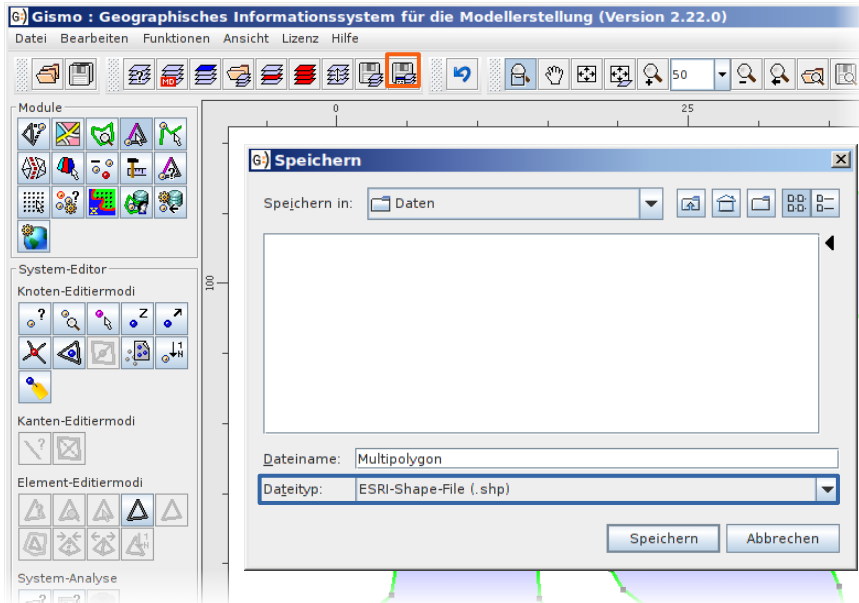 G:) Gismo : Geographisches Informationssystem für die Modellerstellung (Version 2.22.0)
Datei Bearbeiten Funktionen Ansicht Lizenz Hilfe
MD 50
Module
0 25
G:) Speichern
Speichern in: Daten
System-Editor
Knoten-Editiermodi
100
? Z
1 N
Kanten-Editiermodi
?
Dateiname: Multipolygon
Element-Editiermodi
Dateityp: ESRI-Shape-File (.shp)
Speichern Abbrechen
System-Analyse